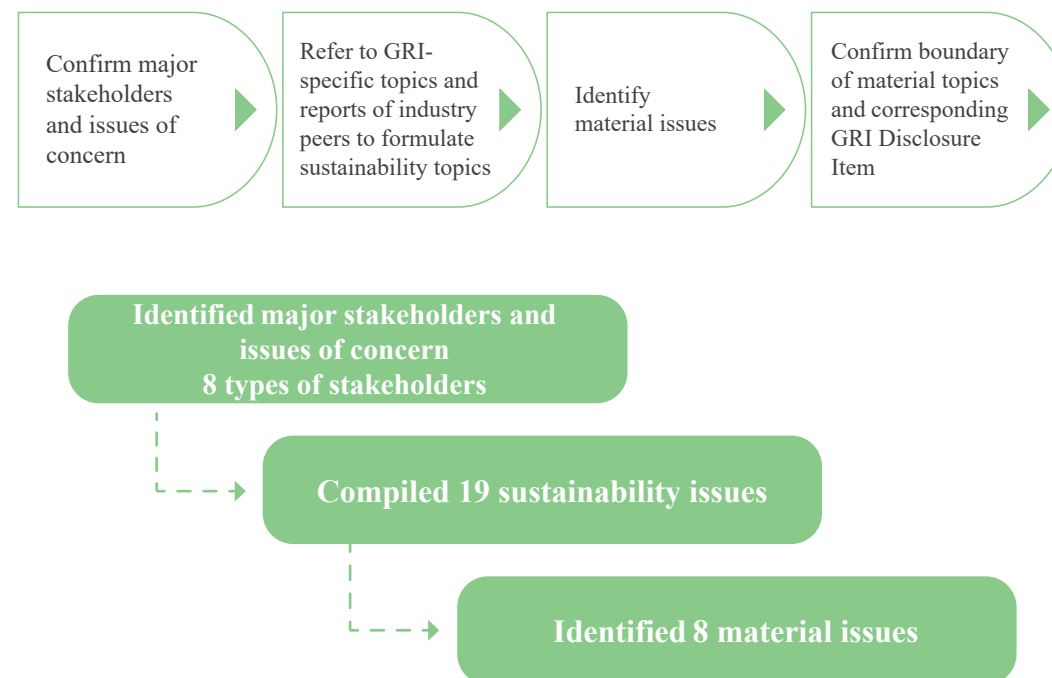 Confirm major
stakeholders
and issues of
concern
Refer to GRI-
specific topics and
reports of industry
peers to formulate
sustainability topics
Identify
material issues
Confirm boundary
of material topics
and corresponding
GRI Disclosure
Item
Identified major stakeholders and
issues of concern
8 types of stakeholders
Compiled 19 sustainability issues
Identified 8 material issues